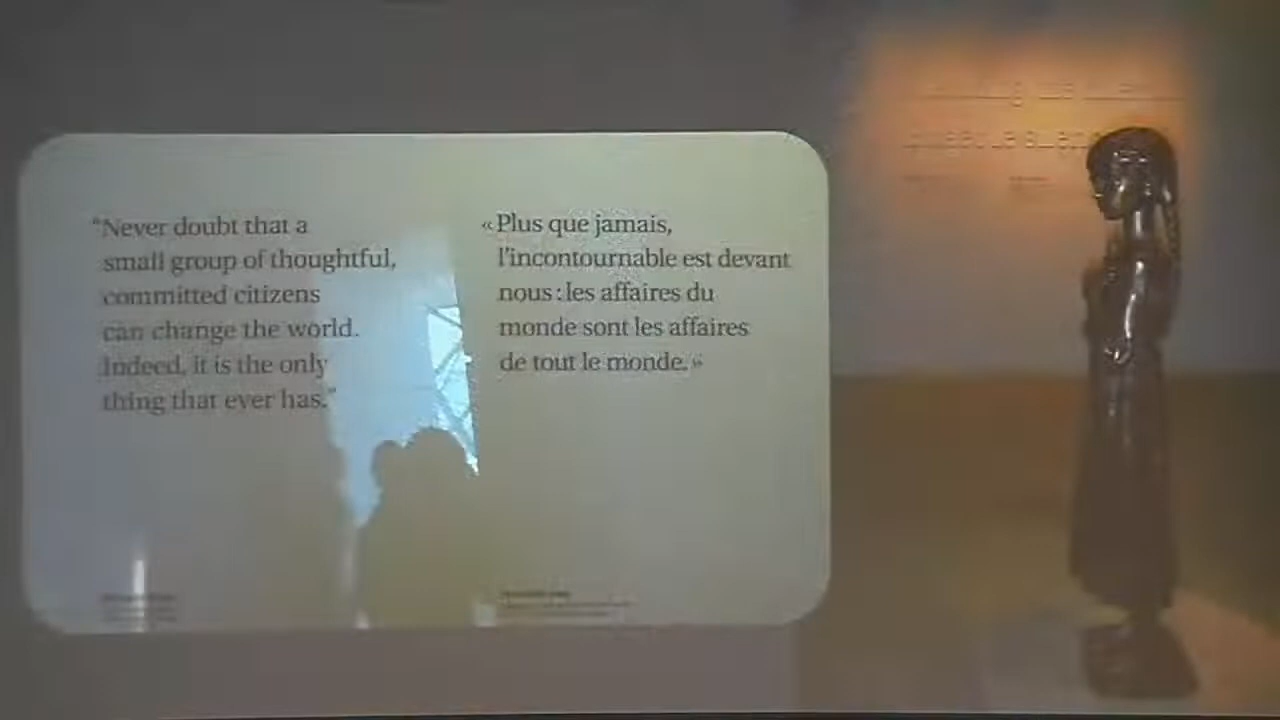 “Never doubt that a
small group of thoughtful,
committed citizens
can change the world.
Indeed, it is the only
thing that ever has.”
« Plus que jamais,
l'incontournable est devant
nous : les affaires du
monde sont les affaires
de tout le monde. »